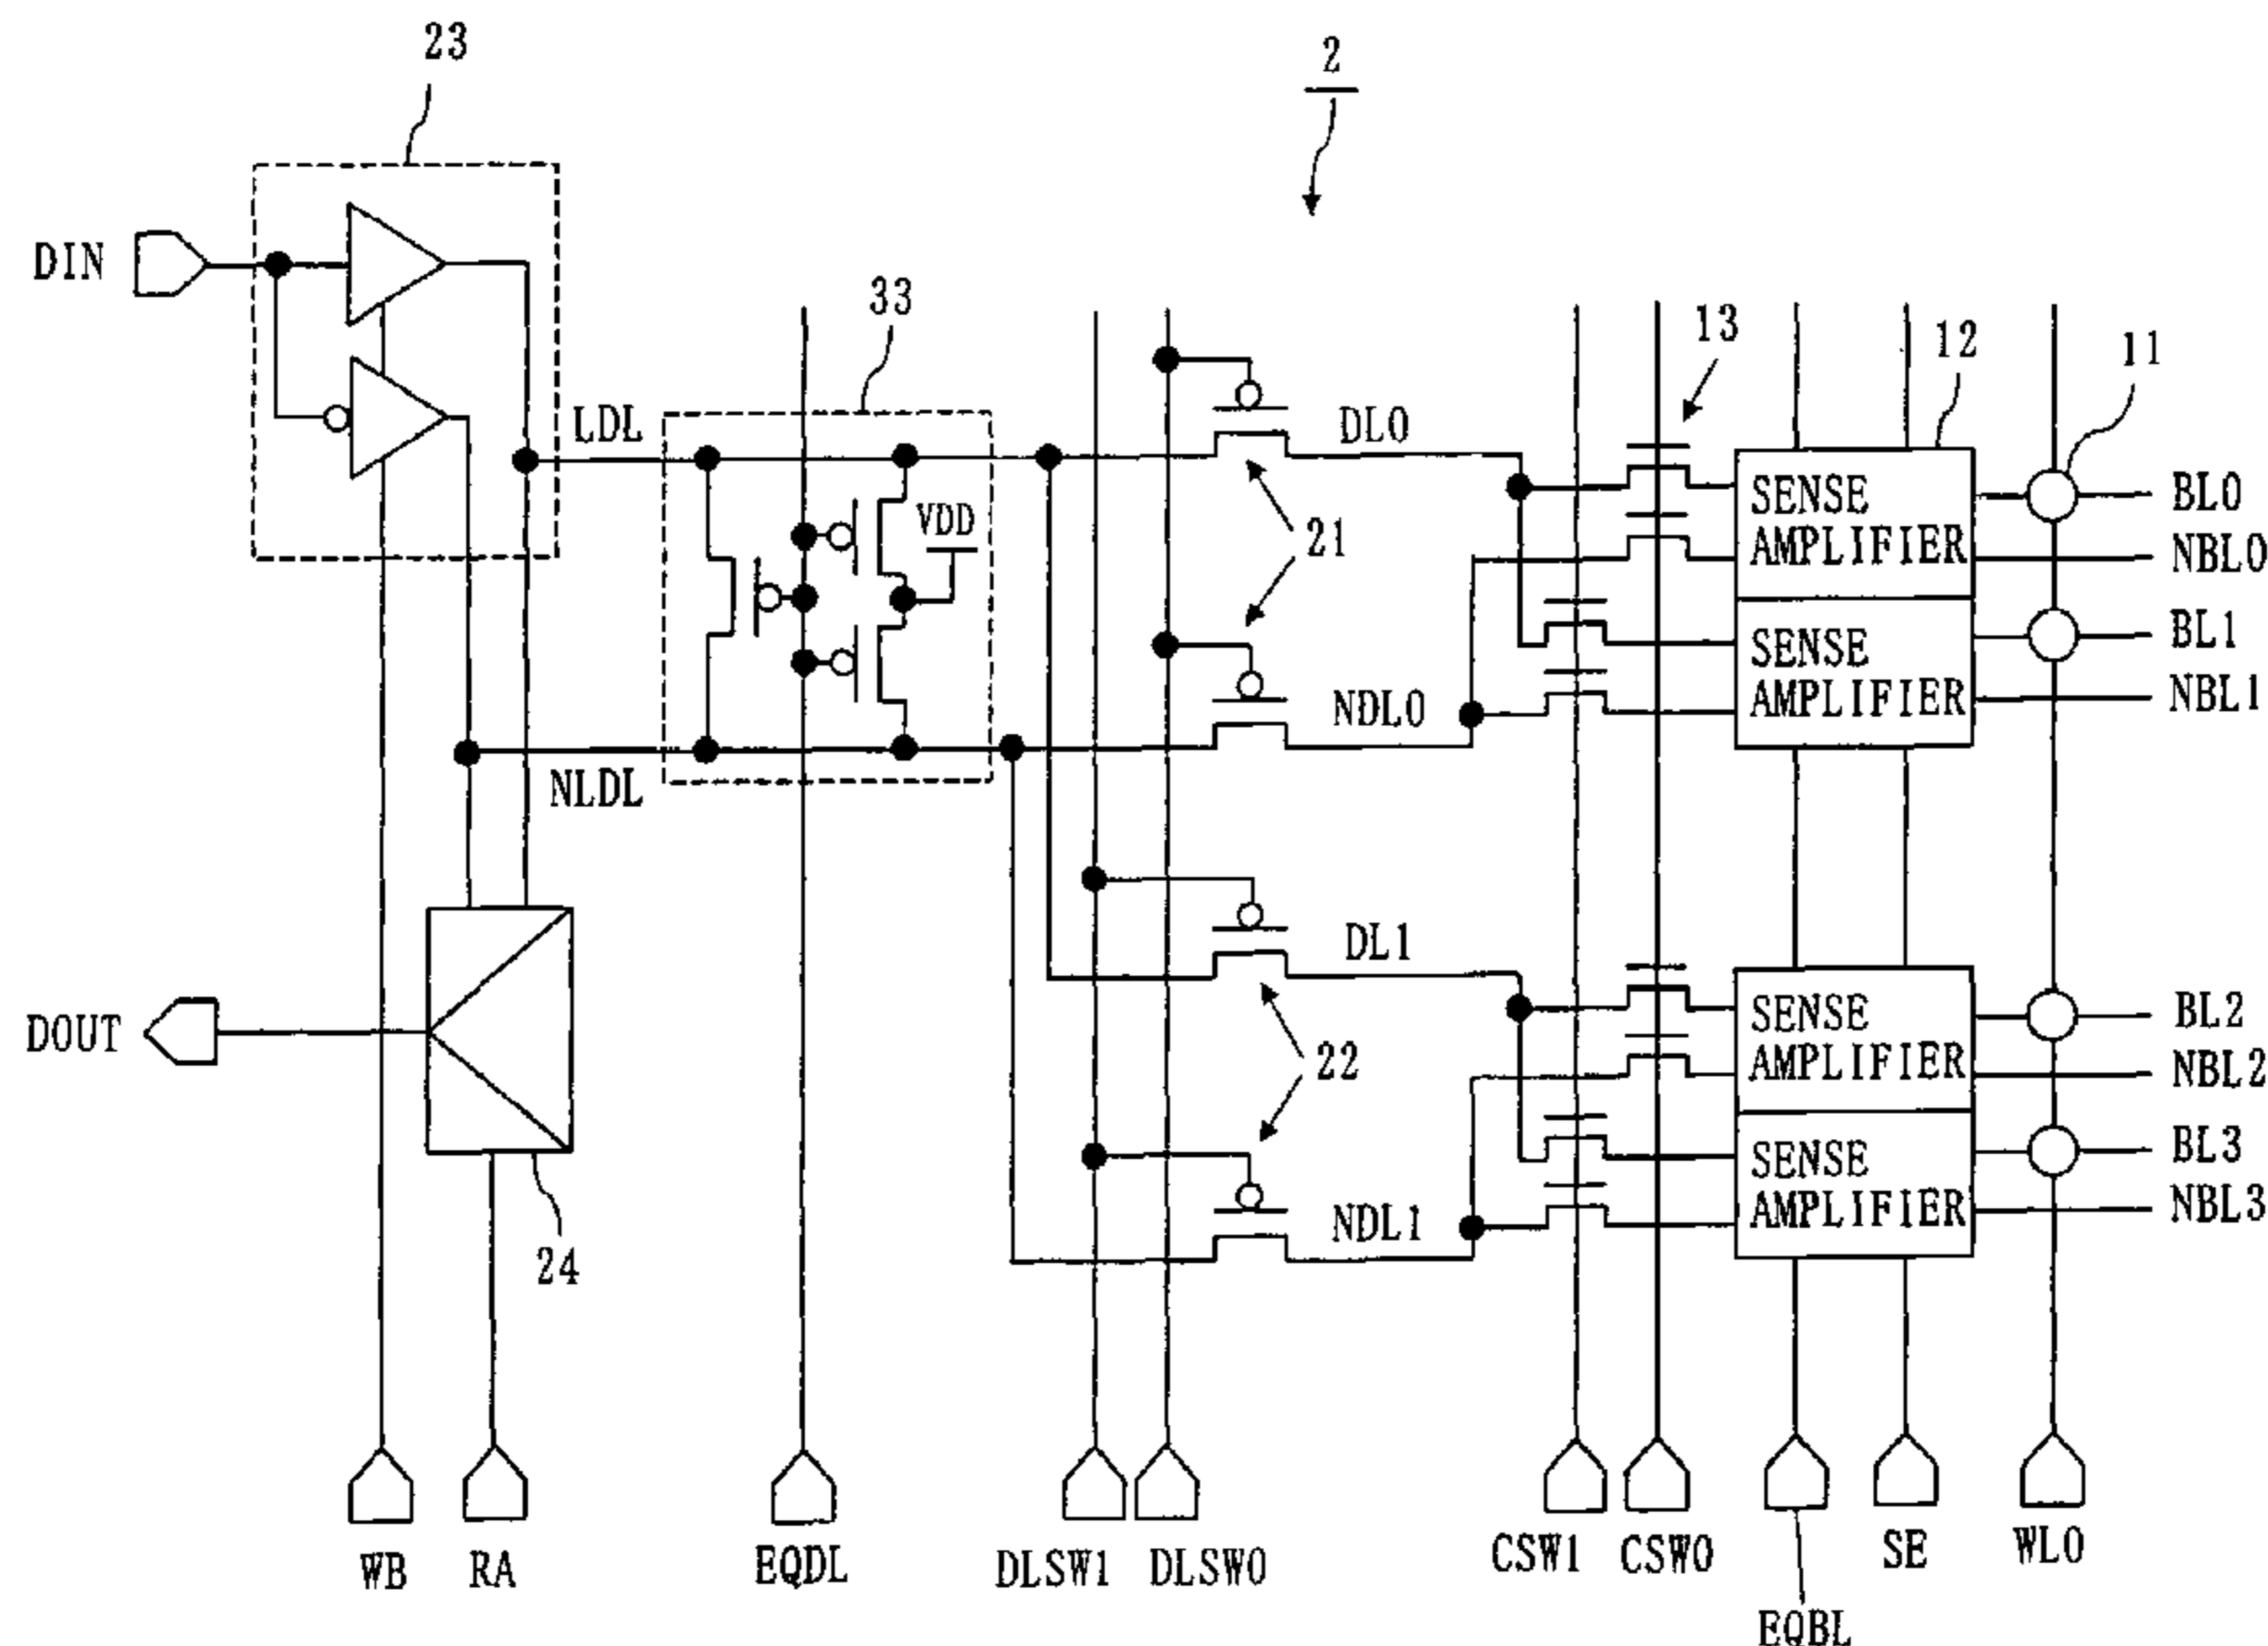 23
2
DIN
33
13
12
11
LDL
DL0
VDD
SENSE
AMPLIFIER
BL0
NBL0
21
SENSE
AMPLIFIER
BL1
NBL1
NDL0
NLDL
DL1
DOUT
22
SENSE
AMPLIFIER
BL2
NBL2
SENSE
AMPLIFIER
BL3
NBL3
NDL1
24
WB
RA
EQDL
DLSW1
DLSW0
CSW1
CSW0
SE
WL0
EQBL